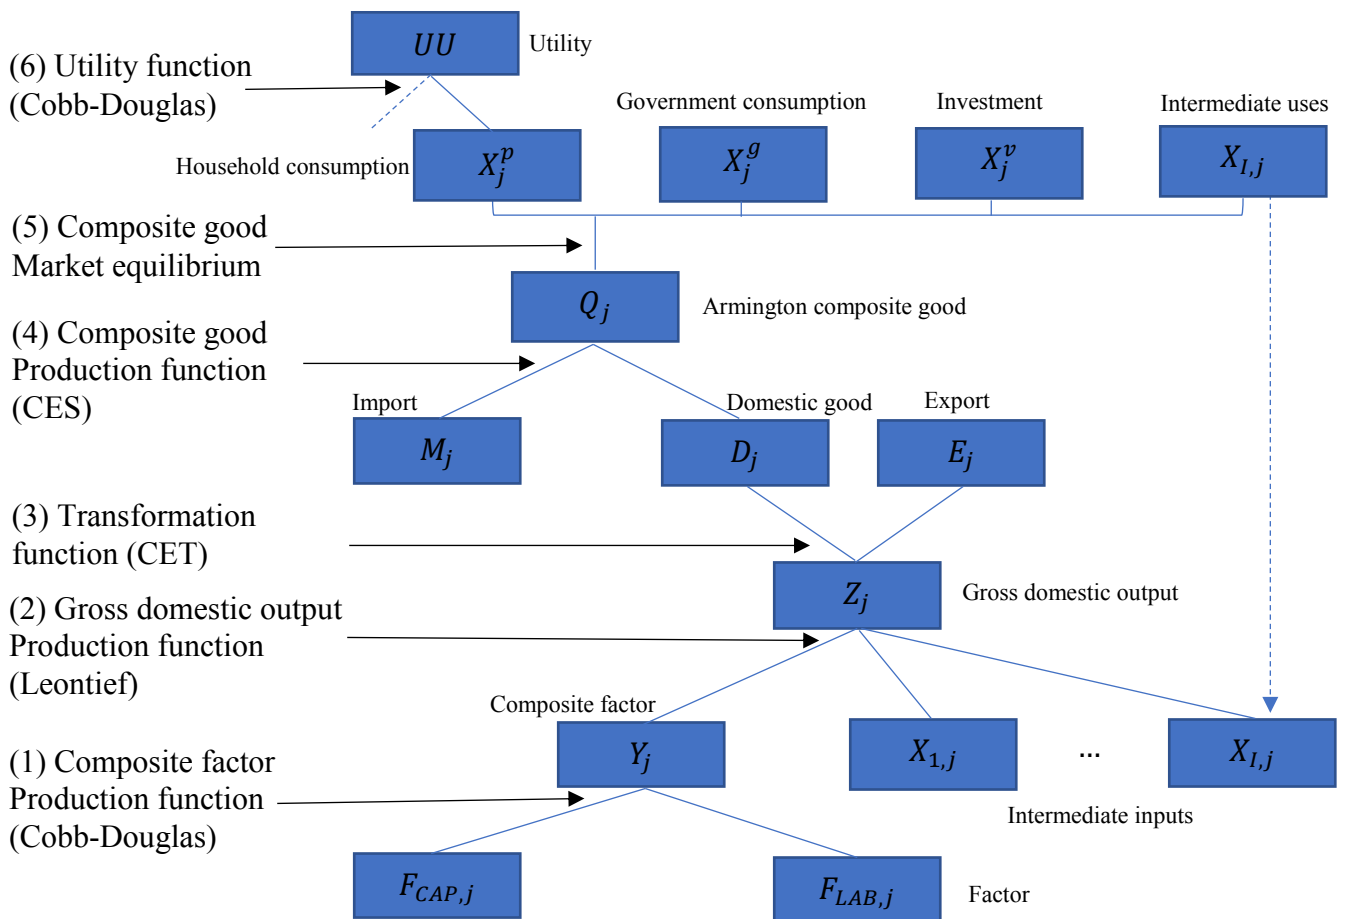 UU
Utility
(6) Utility function
(Cobb-Douglas)
Government consumption
Investment
Intermediate uses
Household consumption
X_j^p
X_j^g
X_j^v
X_{I,j}
(5) Composite good
Market equilibrium
Q_j
Armington composite good
(4) Composite good
Production function
(CES)
Import
Domestic good
Export
M_j
D_j
E_j
(3) Transformation
function (CET)
Z_j
Gross domestic output
(2) Gross domestic output
Production function
(Leontief)
Composite factor
Y_j
X_{1,j}
...
X_{I,j}
Intermediate inputs
(1) Composite factor
Production function
(Cobb-Douglas)
F_{CAP,j}
F_{LAB,j}
Factor